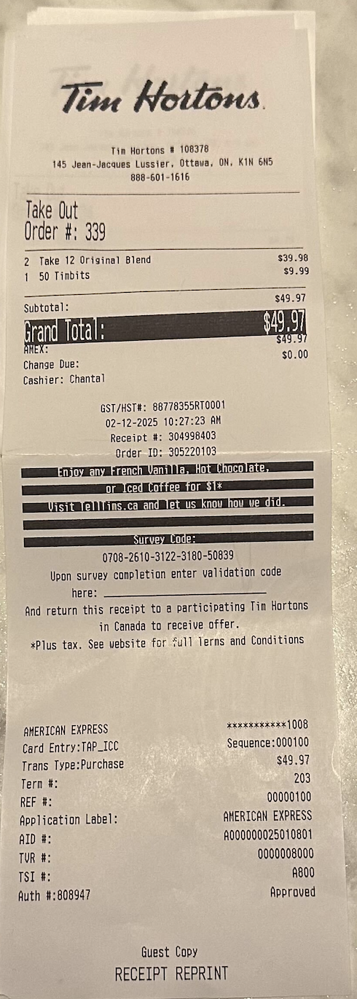 Tim Hortons.
Tim Hortons # 108378
145 Jean-Jacques Lussier, Ottawa, ON, K1N 6N5
888-601-1616
Take Out
Order #: 339
2 Take 12 Original Blend $39.98
1 50 Timbits $9.99
Subtotal: $49.97
Grand Total: $49.97
AMEX: $49.97
Change Due: $0.00
Cashier: Chantal
GST/HST#: 88778355RT0001
02-12-2025 10:27:23 AM
Receipt #: 304998403
Order ID: 305220103
Enjoy any French Vanilla, Hot Chocolate,
or Iced Coffee for $1*
Visit TellTims.ca and let us know how we did.
Survey Code:
0708-2610-3122-3180-50839
Upon survey completion enter validation code
here:
And return this receipt to a participating Tim Hortons
in Canada to receive offer.
*Plus tax. See website for full Terms and Conditions
AMERICAN EXPRESS ***********1008
Card Entry:TAP_ICC Sequence:000100
Trans Type:Purchase $49.97
Term #: 203
REF #: 00000100
Application Label: AMERICAN EXPRESS
AID #: A000000025010801
TVR #: 0000008000
TSI #: A800
Auth #:808947 Approved
Guest Copy
RECEIPT REPRINT